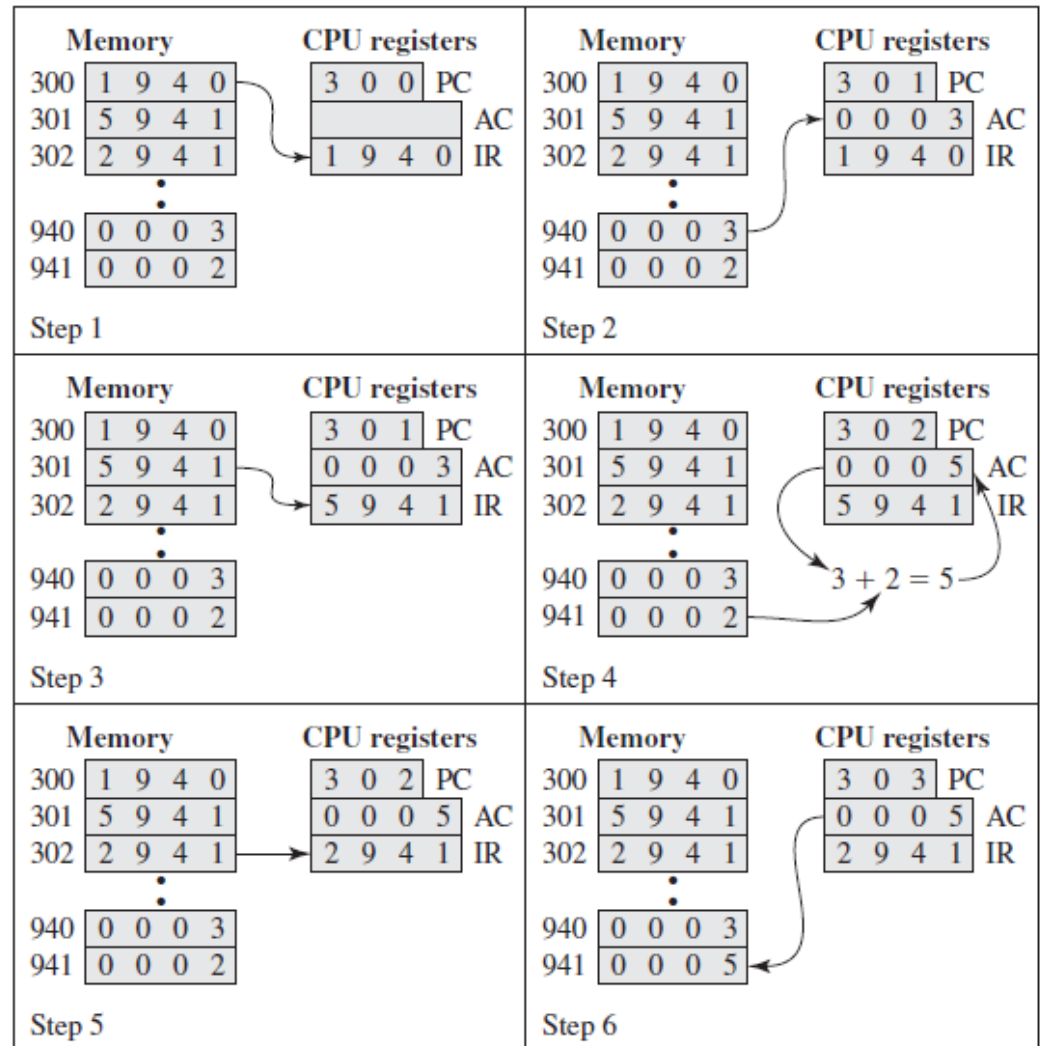 Memory CPU registers
300 1 9 4 0 3 0 0 PC
301 5 9 4 1 AC
302 2 9 4 1 1 9 4 0 IR
940 0 0 0 3
941 0 0 0 2
Step 1
Memory CPU registers
300 1 9 4 0 3 0 1 PC
301 5 9 4 1 0 0 0 3 AC
302 2 9 4 1 1 9 4 0 IR
940 0 0 0 3
941 0 0 0 2
Step 2
Memory CPU registers
300 1 9 4 0 3 0 1 PC
301 5 9 4 1 0 0 0 3 AC
302 2 9 4 1 5 9 4 1 IR
940 0 0 0 3
941 0 0 0 2
Step 3
Memory CPU registers
300 1 9 4 0 3 0 2 PC
301 5 9 4 1 0 0 0 5 AC
302 2 9 4 1 5 9 4 1 IR
940 0 0 0 3 3 + 2 = 5
941 0 0 0 2
Step 4
Memory CPU registers
300 1 9 4 0 3 0 2 PC
301 5 9 4 1 0 0 0 5 AC
302 2 9 4 1 2 9 4 1 IR
940 0 0 0 3
941 0 0 0 2
Step 5
Memory CPU registers
300 1 9 4 0 3 0 3 PC
301 5 9 4 1 0 0 0 5 AC
302 2 9 4 1 2 9 4 1 IR
940 0 0 0 3
941 0 0 0 5
Step 6